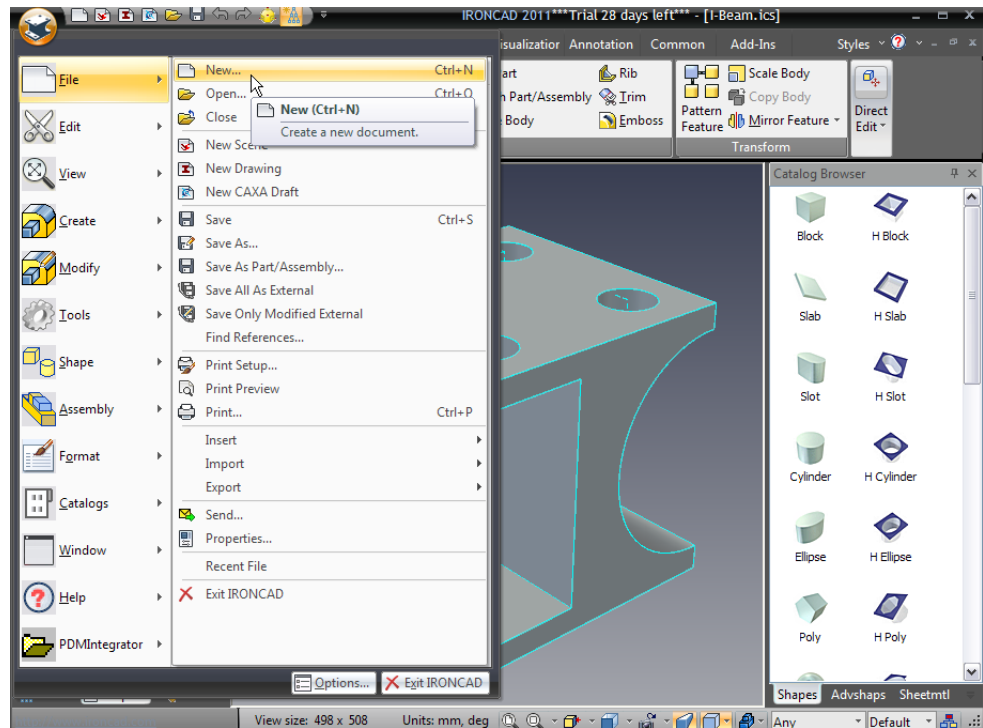 IRONCAD 2011***Trial 28 days left*** - [I-Beam.ics]
isualizatior Annotation Common Add-Ins Styles
File
Edit
View
Create
Modify
Tools
Shape
Assembly
Format
Catalogs
Window
Help
PDMIntegrator
New... Ctrl+N
Open... Ctrl+O
Close
New (Ctrl+N)
Create a new document.
New Scene
New Drawing
New CAXA Draft
Save Ctrl+S
Save As...
Save As Part/Assembly...
Save All As External
Save Only Modified External
Find References...
Print Setup...
Print Preview
Print... Ctrl+P
Insert
Import
Export
Send...
Properties...
Recent File
Exit IRONCAD
Options... Exit IRONCAD
art Rib
n Part/Assembly Trim
Body Emboss
Pattern Feature
Scale Body
Copy Body
Mirror Feature
Transform
Direct Edit
Catalog Browser
Block H Block
Slab H Slab
Slot H Slot
Cylinder H Cylinder
Ellipse H Ellipse
Poly H Poly
Shapes Advshaps Sheetmtl
View size: 498 x 508 Units: mm, deg Any Default